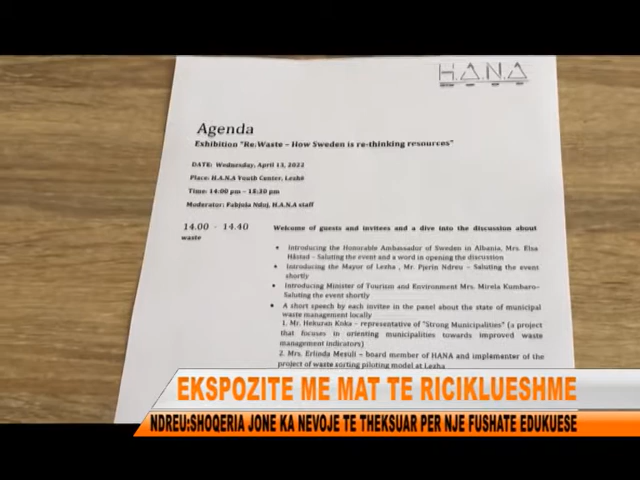 H.A.N.A
Agenda
Exhibition "Re:Waste – How Sweden is re-thinking resources"
DATE: Wednesday, April 13, 2022
Place: H.A.N.A Youth Center, Lezhë
Time: 14:00 pm – 15:30 pm
Moderator: Fabjola Ndoj, H.A.N.A staff
14.00 - 14.40 Welcome of guests and invitees and a dive into the discussion about
waste
• Introducing the Honorable Ambassador of Sweden in Albania, Mrs. Elsa
Håstad – Saluting the event and a word in opening the discussion
• Introducing the Mayor of Lezha , Mr. Pjerin Ndreu – Saluting the event
shortly
• Introducing Minister of Tourism and Environment Mrs. Mirela Kumbaro-
Saluting the event shortly
• A short speech by each invitee in the panel about the state of municipal
waste management locally
1. Mr. Hekuran Koka – representative of "Strong Municipalities" (a project
that focuses in orienting municipalities towards improved waste
management indicators)
2. Mrs. Erlinda Mesuli – board member of HANA and implementer of the
project of waste sorting piloting model at Lezha
EKSPOZITE ME MAT TE RICIKLUESHME
NDREU:SHOQERIA JONE KA NEVOJE TE THEKSUAR PER NJE FUSHATE EDUKUESE